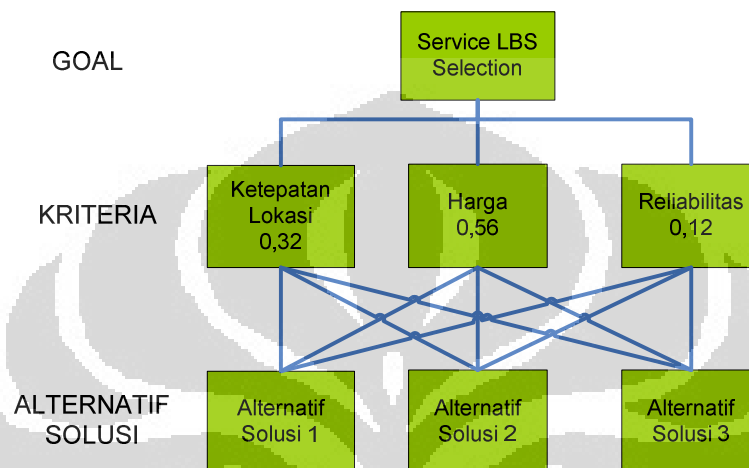 GOAL
Service LBS
Selection
KRITERIA
Ketepatan
Lokasi
0,32
Harga
0,56
Reliabilitas
0,12
ALTERNATIF
SOLUSI
Alternatif
Solusi 1
Alternatif
Solusi 2
Alternatif
Solusi 3